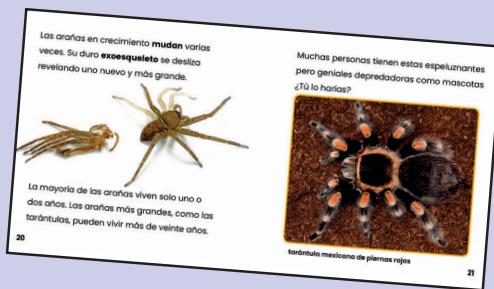 Las arañas en crecimiento mudan varias
veces. Su duro exoesqueleto se desliza
revelando uno nuevo y más grande.
La mayoría de las arañas viven solo uno o
dos años. Las arañas más grandes, como las
tarántulas, pueden vivir más de veinte años.
20
Muchas personas tienen estas espeluznantes
pero geniales depredadoras como mascotas
¿Tú lo harías?
tarántula mexicana de piernas rojas
21